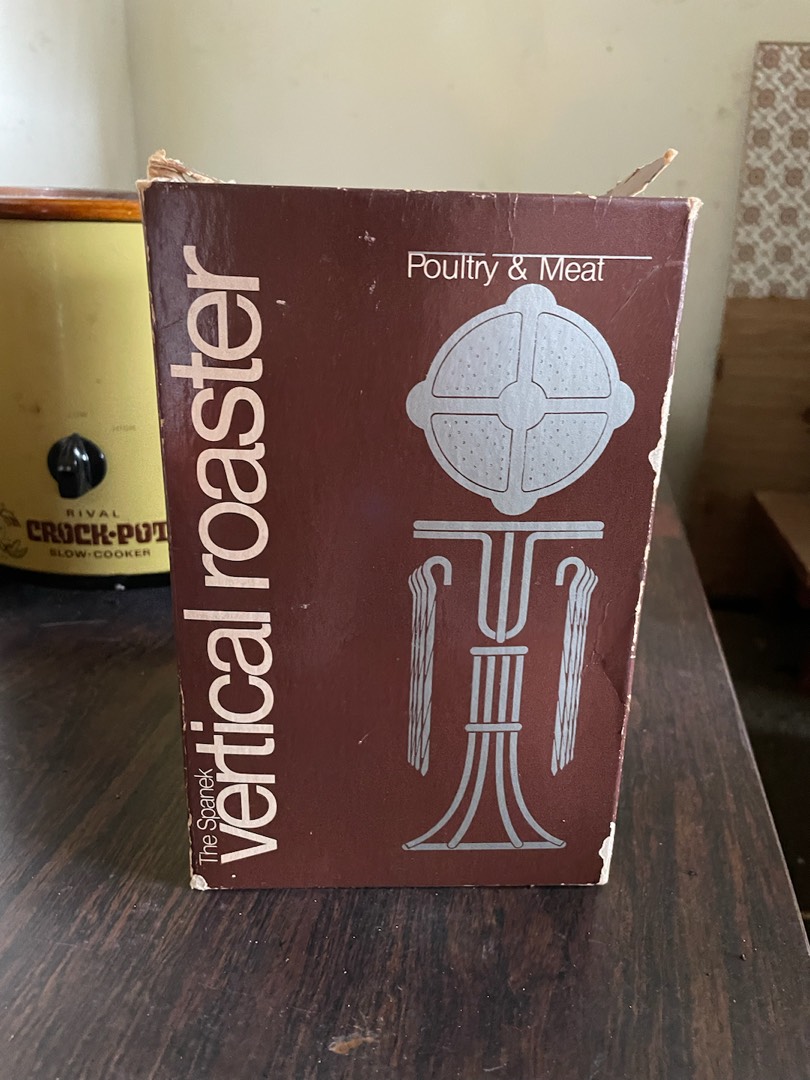 The Spanek
vertical roaster
Poultry & Meat
RIVAL
CROCK-POT
SLOW-COOKER